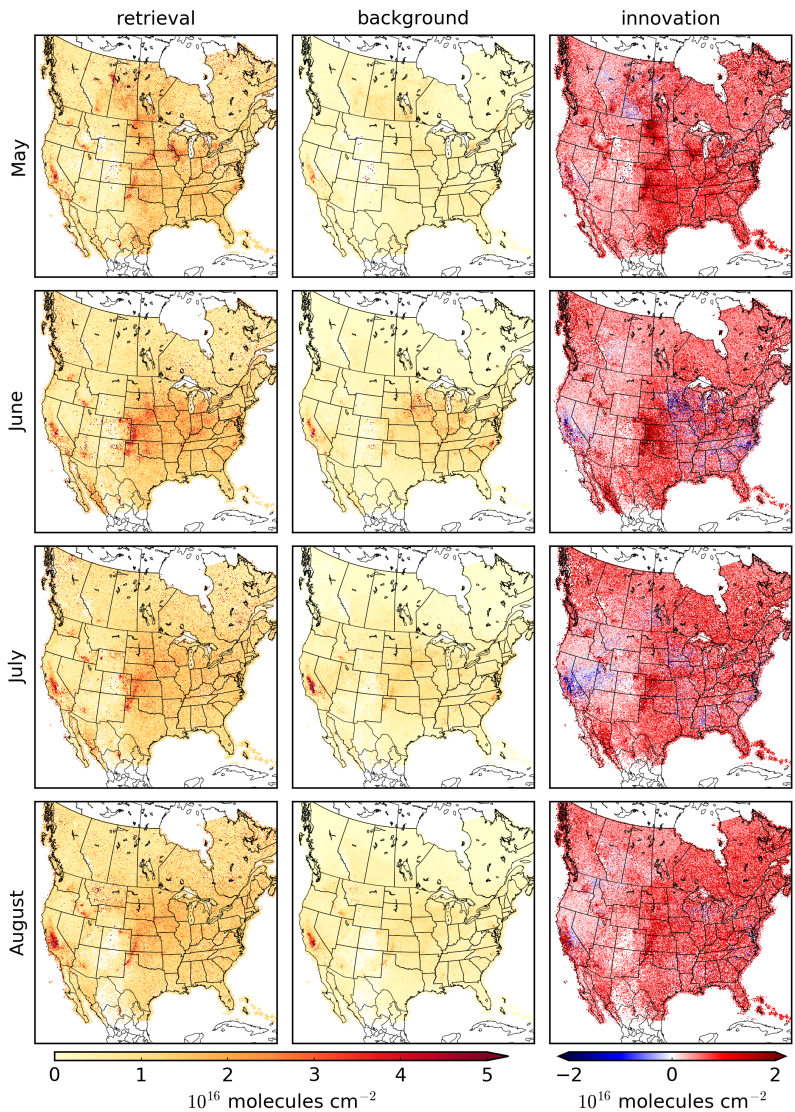 retrieval background innovation
May
June
July
August
0 1 2 3 4 5
−2 0 2
10^{16} molecules cm^{−2}
10^{16} molecules cm^{−2}